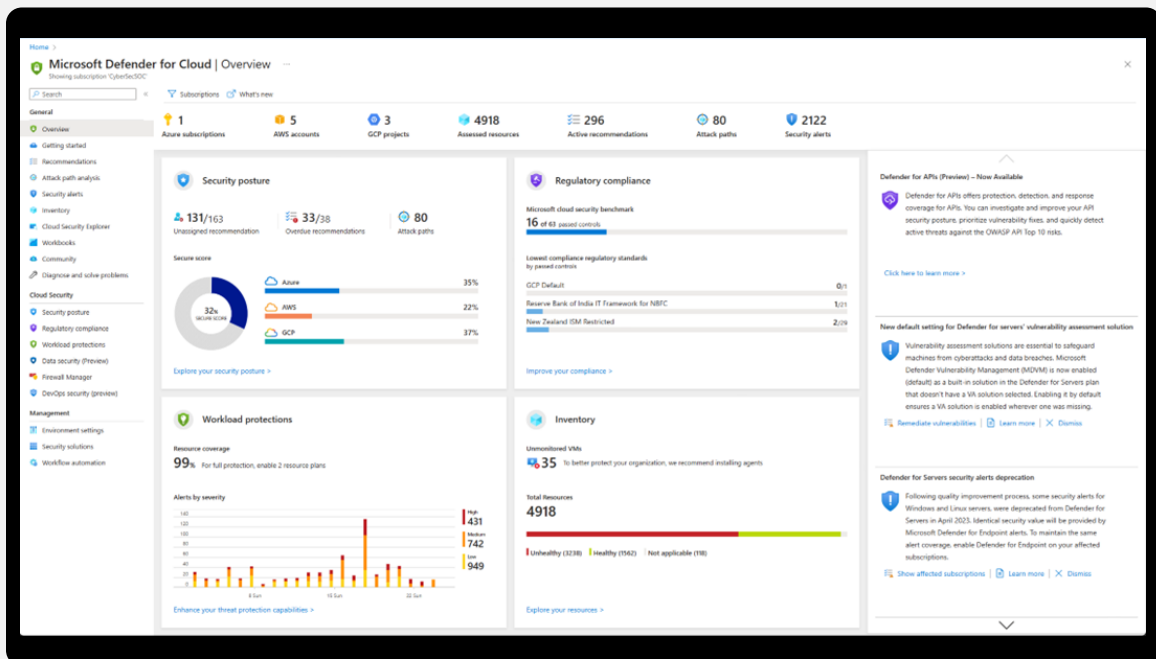 Home >
Microsoft Defender for Cloud | Overview ...
Showing subscription 'CyberSecSOC'
Search
Subscriptions
What's new
General
Overview
Getting started
Recommendations
Attack path analysis
Security alerts
Inventory
Cloud Security Explorer
Workbooks
Community
Diagnose and solve problems
Cloud Security
Security posture
Regulatory compliance
Workload protections
Data security (Preview)
Firewall Manager
DevOps security (preview)
Management
Environment settings
Security solutions
Workflow automation
1
Azure subscriptions
5
AWS accounts
3
GCP projects
4918
Assessed resources
296
Active recommendations
80
Attack paths
2122
Security alerts
Security posture
131/163
Unassigned recommendation
33/38
Overdue recommendations
80
Attack paths
Secure score
32%
SECURE SCORE
Azure 35%
AWS 22%
GCP 37%
Explore your security posture >
Regulatory compliance
Microsoft cloud security benchmark
16 of 63 passed controls
Lowest compliance regulatory standards
by passed controls
GCP Default 0/1
Reserve Bank of India IT Framework for NBFC 1/21
New Zealand ISM Restricted 2/29
Improve your compliance >
Workload protections
Resource coverage
99% For full protection, enable 2 resource plans
Alerts by severity
140
120
100
80
60
40
20
0
8 Sun
15 Sun
22 Sun
High
431
Medium
742
Low
949
Enhance your threat protection capabilities >
Inventory
Unmonitored VMs
35 To better protect your organization, we recommend installing agents
Total Resources
4918
Unhealthy (3238) Healthy (1562) Not applicable (118)
Explore your resources >
Defender for APIs (Preview) – Now Available
Defender for APIs offers protection, detection, and response
coverage for APIs. You can investigate and improve your API
security posture, prioritize vulnerability fixes, and quickly detect
active threats against the OWASP API Top 10 risks.
Click here to learn more >
New default setting for Defender for servers' vulnerability assessment solution
Vulnerability assessment solutions are essential to safeguard
machines from cyberattacks and data breaches. Microsoft
Defender Vulnerability Management (MDVM) is now enabled
(default) as a built-in solution in the Defender for Servers plan
that doesn't have a VA solution selected. Enabling it by default
ensures a VA solution is enabled wherever one was missing.
Remediate vulnerabilities | Learn more | Dismiss
Defender for Servers security alerts deprecation
Following quality improvement process, some security alerts for
Windows and Linux servers, were deprecated from Defender for
Servers in April 2023. Identical security value will be provided by
Microsoft Defender for Endpoint alerts. To maintain the same
alert coverage, enable Defender for Endpoint on your affected
subscriptions.
Show affected subscriptions | Learn more | Dismiss